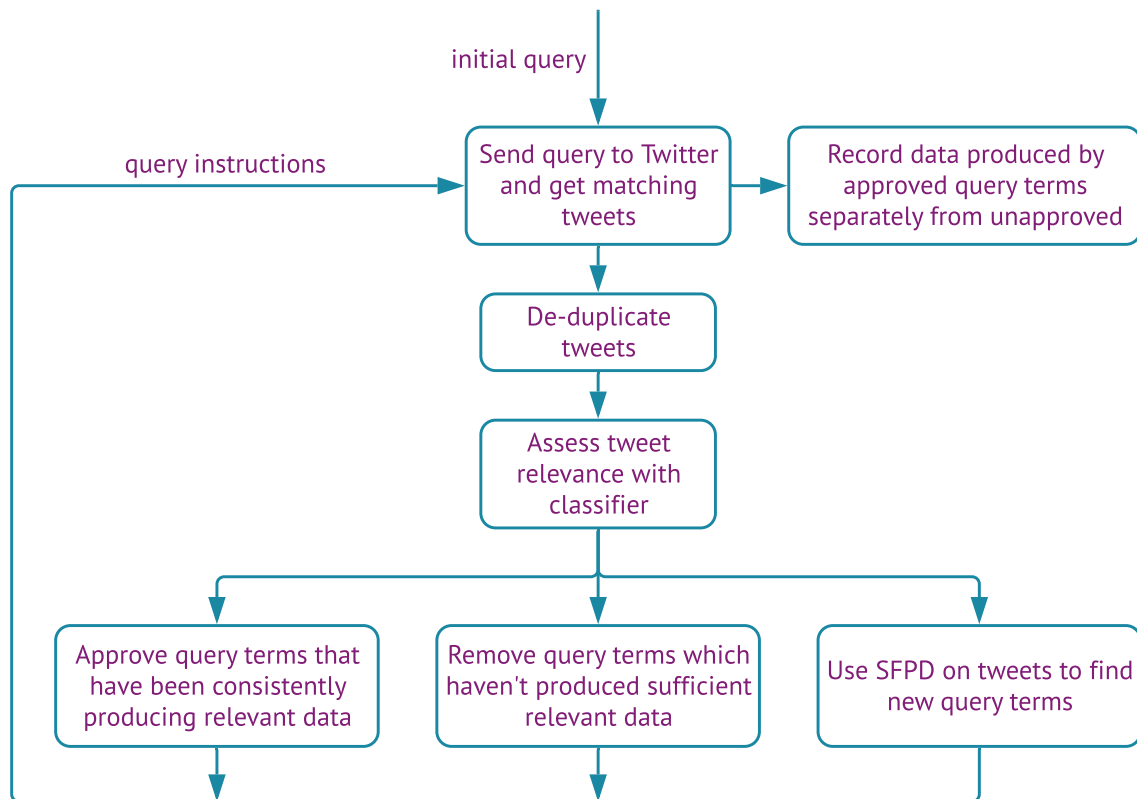 initial query
query instructions
Send query to Twitter
and get matching
tweets
Record data produced by
approved query terms
separately from unapproved
De-duplicate
tweets
Assess tweet
relevance with
classifier
Approve query terms that
have been consistently
producing relevant data
Remove query terms which
haven't produced sufficient
relevant data
Use SFPD on tweets to find
new query terms